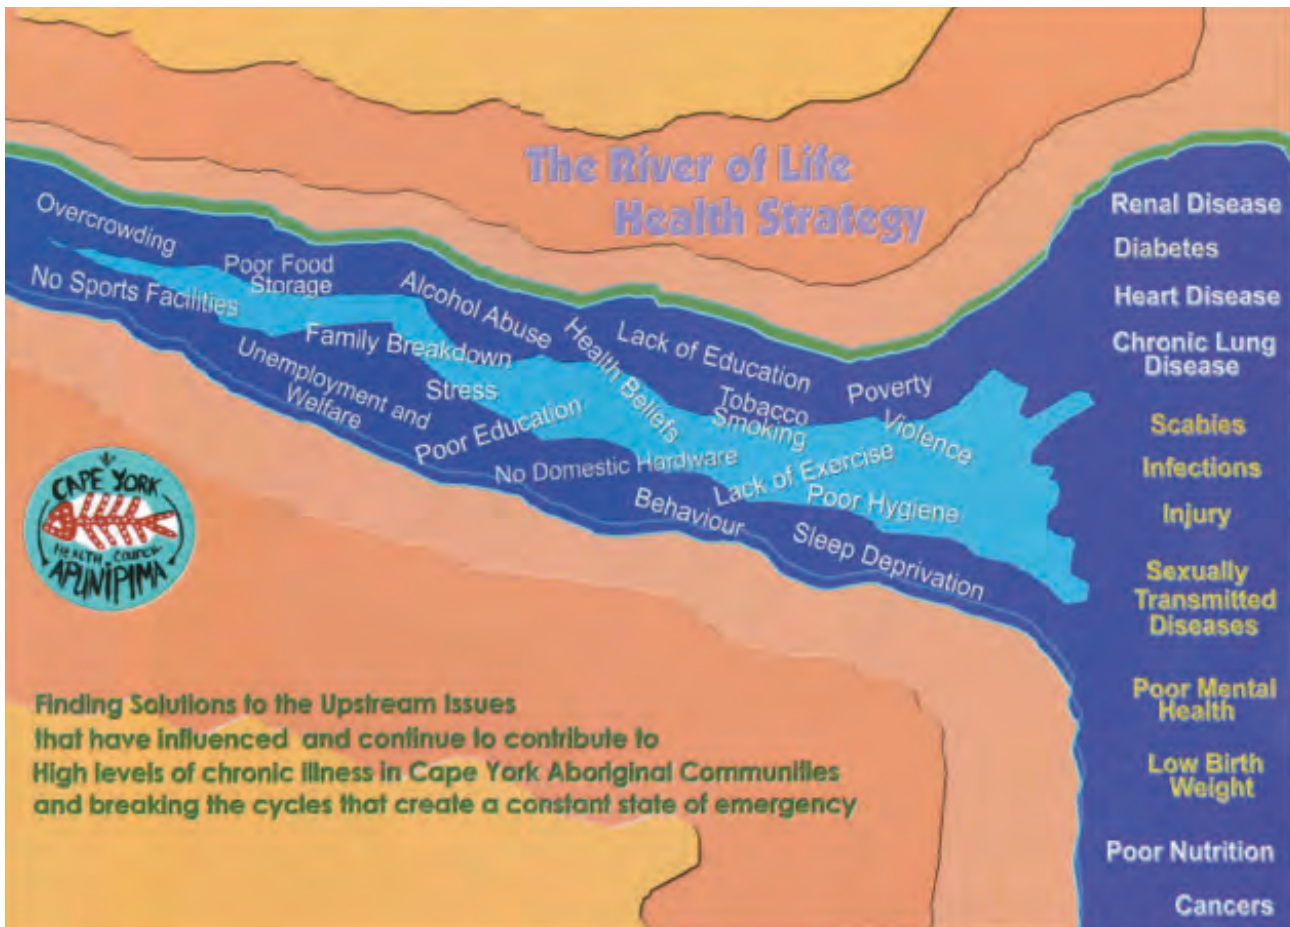 The River of Life
Health Strategy
Overcrowding
No Sports Facilities
Poor Food
Storage
Alcohol Abuse
Family Breakdown
Unemployment and
Welfare
Stress
Poor Education
Health Beliefs
Lack of Education
Tobacco
Smoking
No Domestic Hardware
Behaviour
Poverty
Violence
Lack of Exercise
Poor Hygiene
Sleep Deprivation
Renal Disease
Diabetes
Heart Disease
Chronic Lung
Disease
Scabies
Infections
Injury
Sexually
Transmitted
Diseases
Poor Mental
Health
Low Birth
Weight
Poor Nutrition
Cancers
CAPE YORK
HEALTH COUNCIL
APUNIPIMA
Finding Solutions to the Upstream Issues
that have influenced and continue to contribute to
High levels of chronic illness in Cape York Aboriginal Communities
and breaking the cycles that create a constant state of emergency